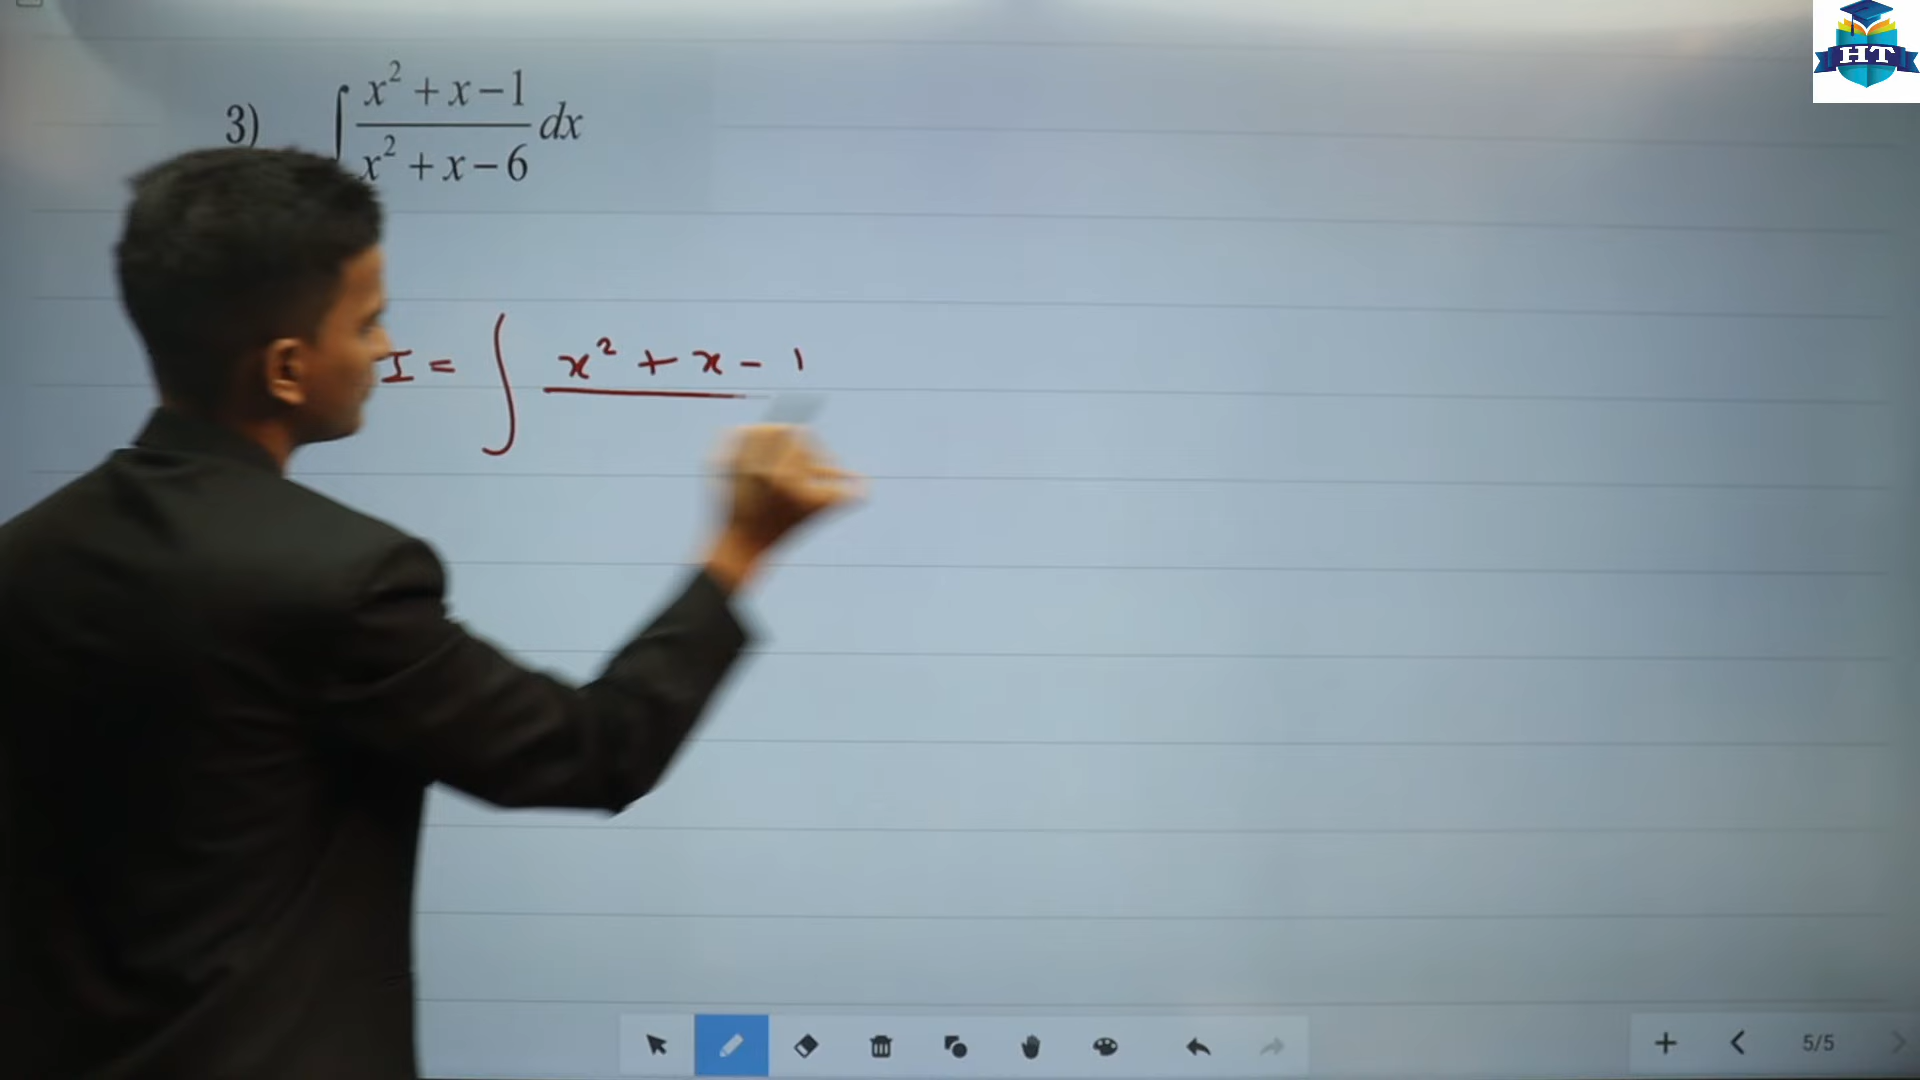 HT
3) ∫ (x² + x − 1)/(x² + x − 6) dx
I = ∫ x² + x − 1
5/5